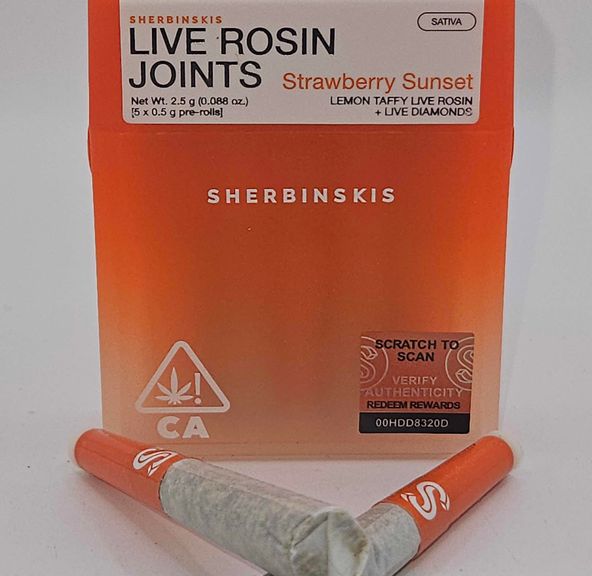 SHERBINSKIS
LIVE ROSIN
JOINTS
Net Wt. 2.5 g (0.088 oz.)
[5 x 0.5 g pre-rolls]
SATIVA
Strawberry Sunset
LEMON TAFFY LIVE ROSIN
+ LIVE DIAMONDS
SHERBINSKIS
CA
SCRATCH TO
SCAN
VERIFY
AUTHENTICITY
REDEEM REWARDS
00HDD8320D
S
S